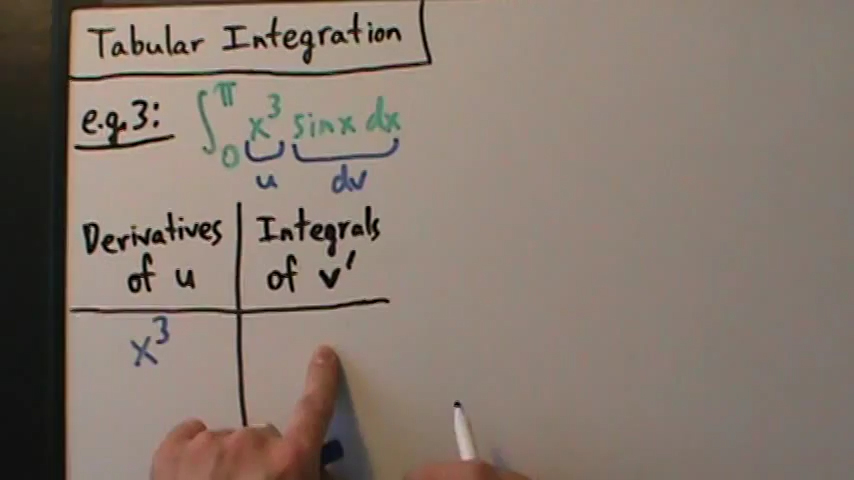 Tabular Integration
e.g. 3: ∫₀^π x³ sinx dx
u dv
Derivatives of u
Integrals of v'
x³